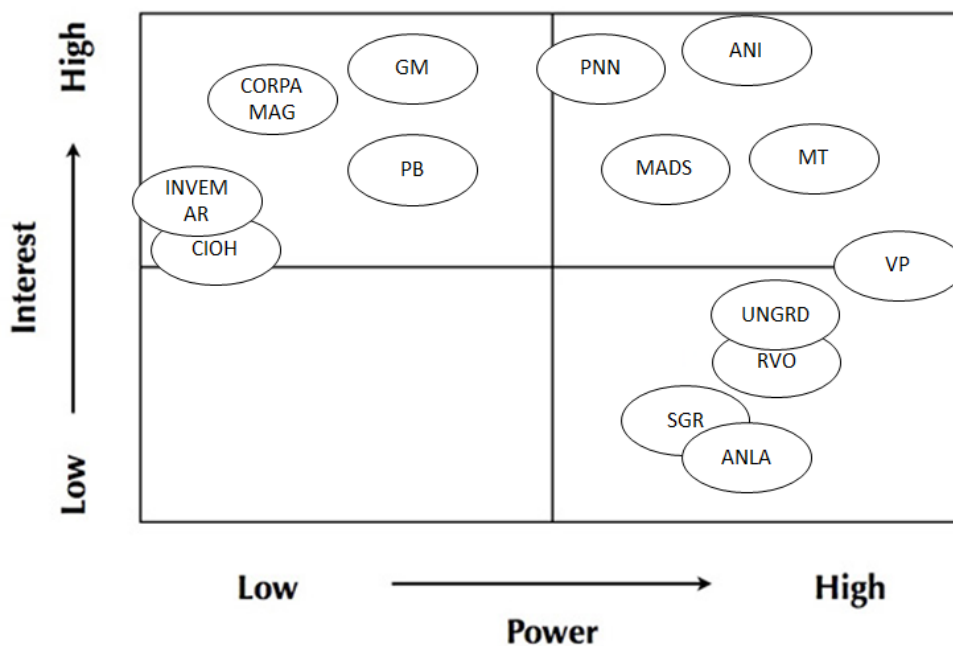 High
Interest
Low
GM
PNN
ANI
CORPA
MAG
PB
MADS
MT
INVEM
AR
CIOH
VP
UNGRD
RVO
SGR
ANLA
Low
High
Power